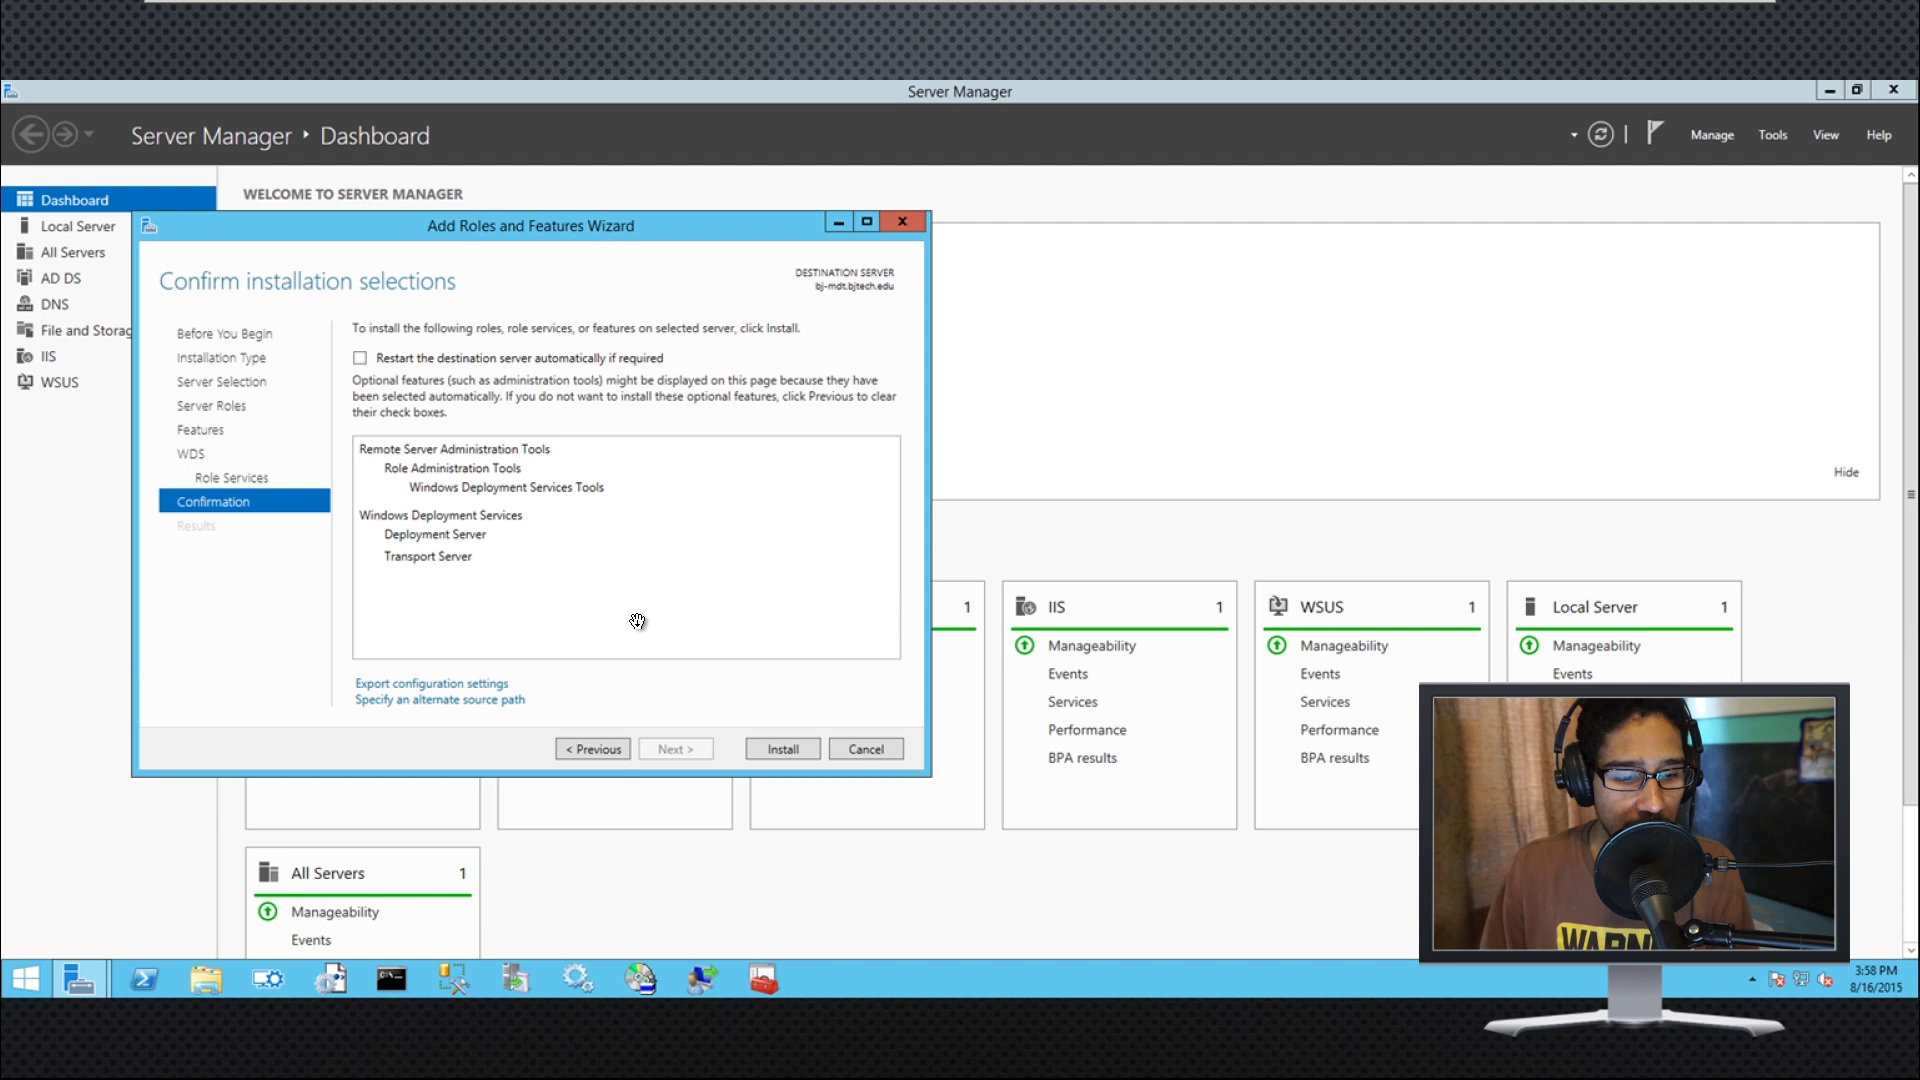 Server Manager
Server Manager ‣ Dashboard
Manage
Tools
View
Help
Dashboard
Local Server
All Servers
AD DS
DNS
File and Storag
IIS
WSUS
WELCOME TO SERVER MANAGER
Hide
Add Roles and Features Wizard
Confirm installation selections
DESTINATION SERVER
bj-mdt.bjtech.edu
Before You Begin
Installation Type
Server Selection
Server Roles
Features
WDS
Role Services
Confirmation
Results
To install the following roles, role services, or features on selected server, click Install.
Restart the destination server automatically if required
Optional features (such as administration tools) might be displayed on this page because they have
been selected automatically. If you do not want to install these optional features, click Previous to clear
their check boxes.
Remote Server Administration Tools
Role Administration Tools
Windows Deployment Services Tools
Windows Deployment Services
Deployment Server
Transport Server
Export configuration settings
Specify an alternate source path
< Previous
Next >
Install
Cancel
1
IIS 1
Manageability
Events
Services
Performance
BPA results
WSUS 1
Manageability
Events
Services
Performance
BPA results
Local Server 1
Manageability
Events
All Servers 1
Manageability
Events
3:58 PM
8/16/2015